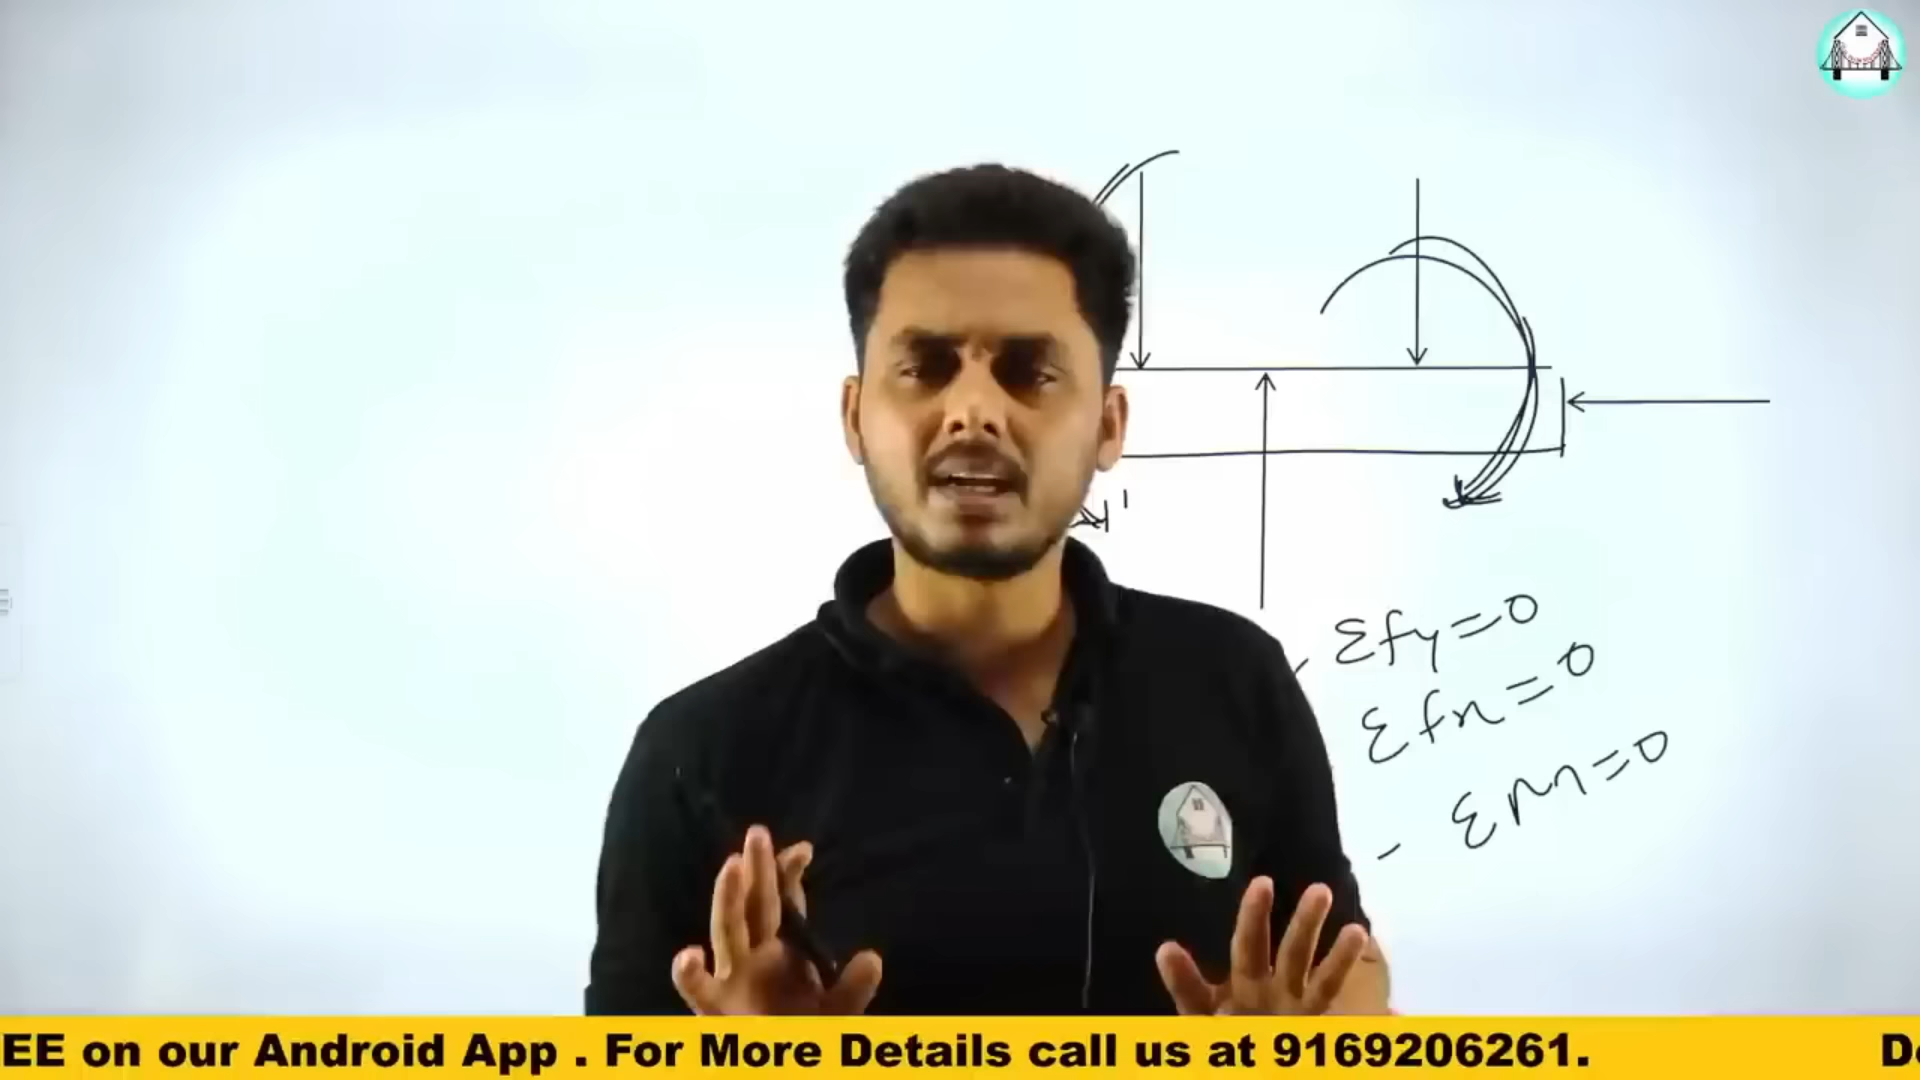 Σfy=0
Σfx=0
ΣM=0
EE on our Android App . For More Details call us at 9169206261.